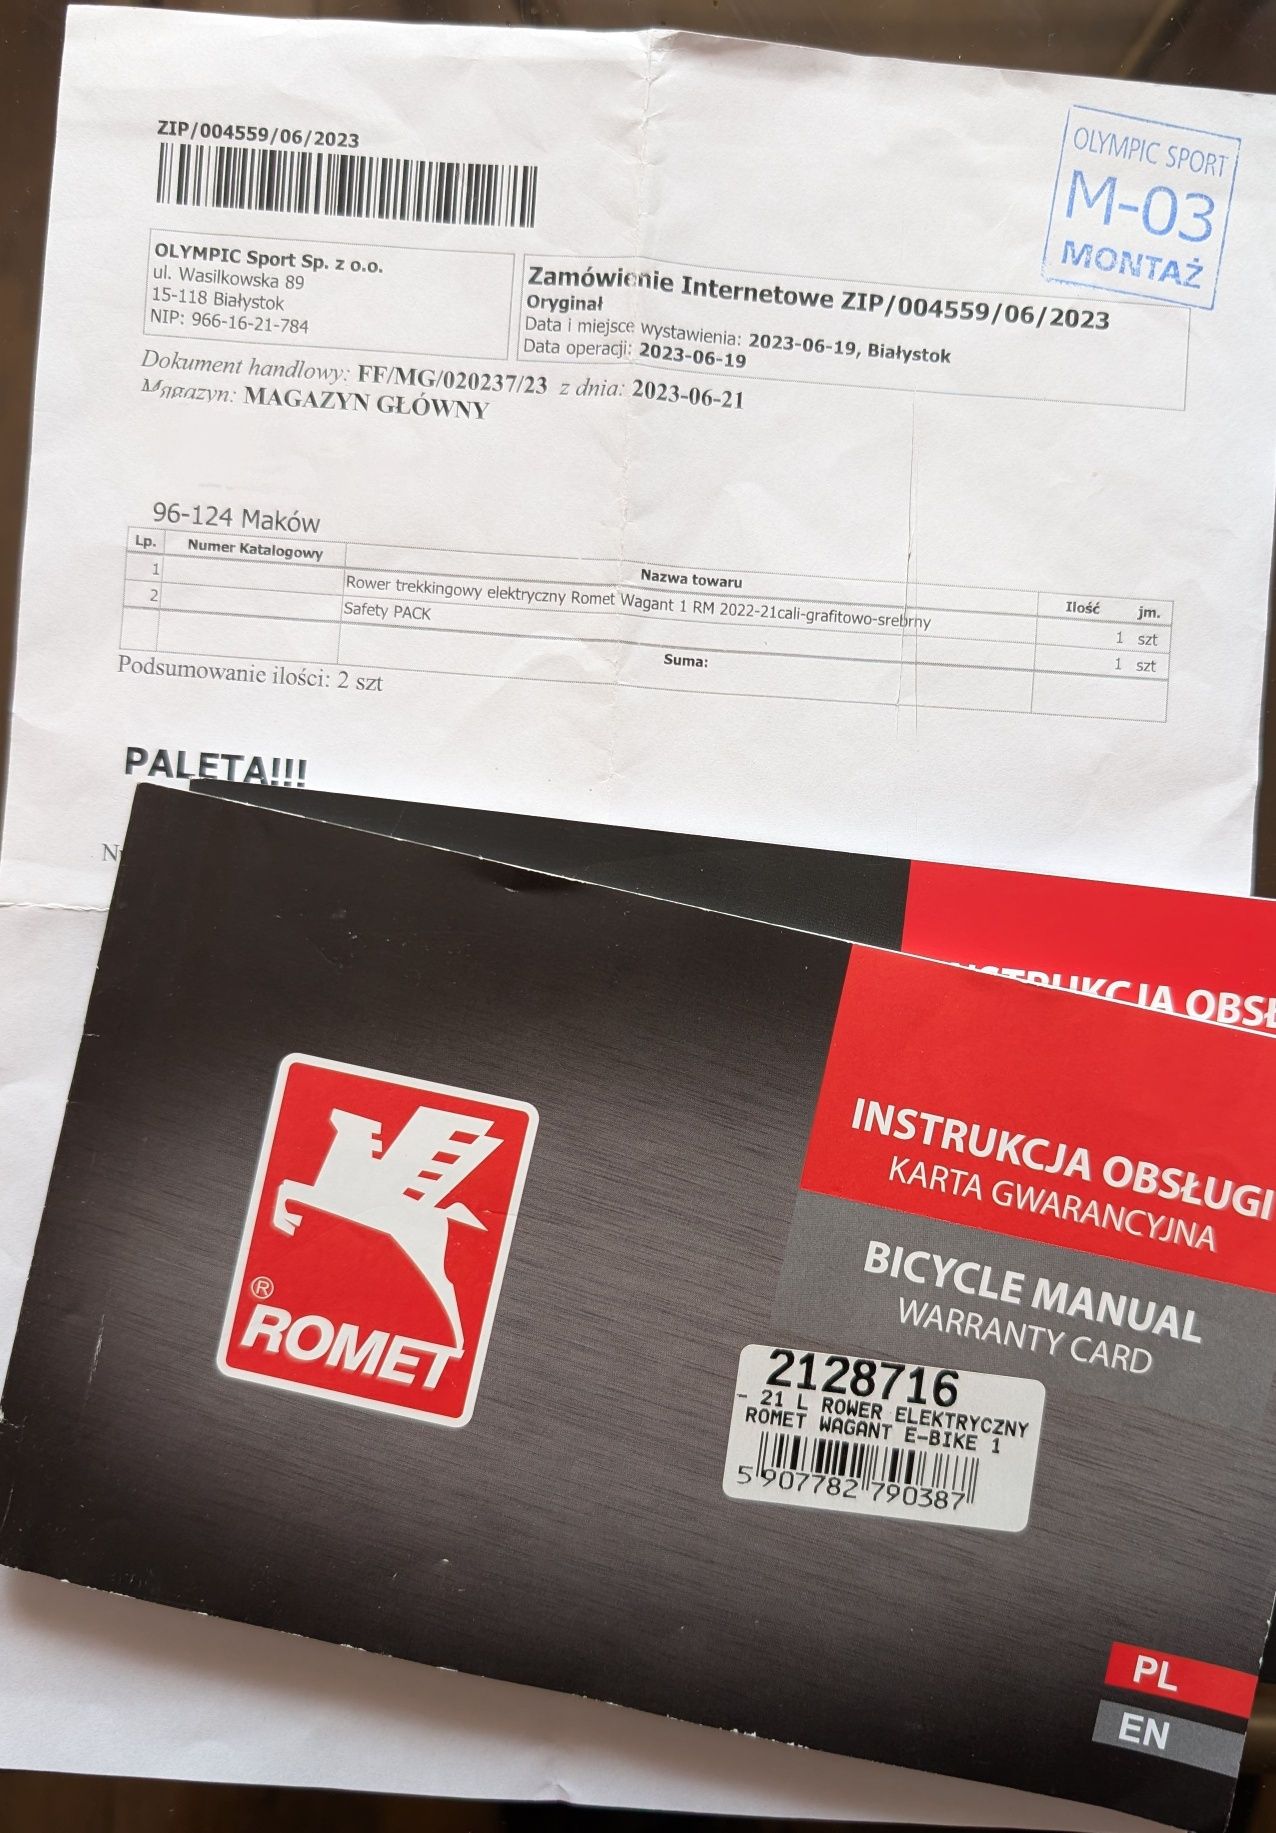 ZIP/004559/06/2023
OLYMPIC SPORT
M-03
MONTAŻ
OLYMPIC Sport Sp. z o.o.
ul. Wasilkowska 89
15-118 Białystok
NIP: 966-16-21-784
Zamówienie Internetowe ZIP/004559/06/2023
Oryginał
Data i miejsce wystawienia: 2023-06-19, Białystok
Data operacji: 2023-06-19
Dokument handlowy: FF/MG/020237/23 z dnia: 2023-06-21
Magazyn: MAGAZYN GŁÓWNY
96-124 Maków
Lp. Numer Katalogowy Nazwa towaru Ilość jm.
1 Rower trekkingowy elektryczny Romet Wagant 1 RM 2022-21cali-grafitowo-srebrny 1 szt
2 Safety PACK 1 szt
Suma:
Podsumowanie ilości: 2 szt
PALETA!!!
INSTRUKCJA OBSŁ
INSTRUKCJA OBSŁUGI
KARTA GWARANCYJNA
BICYCLE MANUAL
WARRANTY CARD
® ROMET
2128716
- 21 L ROWER ELEKTRYCZNY
ROMET WAGANT E-BIKE 1
5 907782 790387
PL
EN